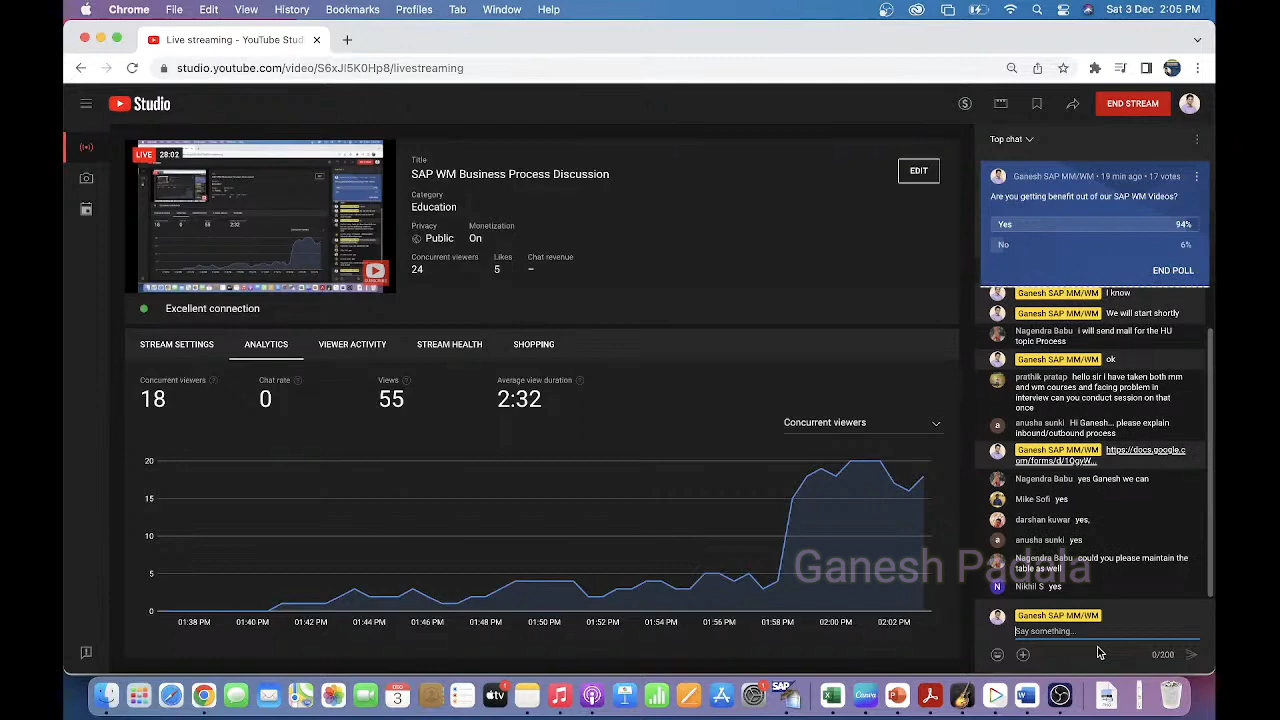 Chrome File Edit View History Bookmarks Profiles Tab Window Help Sat 3 Dec 2:05 PM
Live streaming - YouTube Stud
studio.youtube.com/video/S6xJI5K0Hp8/livestreaming
Studio
END STREAM
LIVE 28:02
Title
SAP WM Business Process Discussion
EDIT
Category
Education
Privacy Monetization
Public On
Concurrent viewers Likes Chat revenue
24 5 –
Excellent connection
STREAM SETTINGS ANALYTICS VIEWER ACTIVITY STREAM HEALTH SHOPPING
Concurrent viewers Chat rate Views Average view duration
18 0 55 2:32
Concurrent viewers
20
15
10
5
0
01:38 PM 01:40 PM 01:42 PM 01:44 PM 01:46 PM 01:48 PM 01:50 PM 01:52 PM 01:54 PM 01:56 PM 01:58 PM 02:00 PM 02:02 PM
Ganesh Padala
Top chat
Ganesh SAP MM/WM • 19 min ago • 17 votes
Are you getting benefit out of our SAP WM Videos?
Yes 94%
No 6%
END POLL
Ganesh SAP MM/WM I know
Ganesh SAP MM/WM We will start shortly
Nagendra Babu i will send mail for the HU
topic Process
Ganesh SAP MM/WM ok
prathik pratap hello sir i have taken both mm
and wm courses and facing problem in
interview can you conduct session on that
once
anusha sunki Hi Ganesh... please explain
inbound/outbound process
Ganesh SAP MM/WM https://docs.google.c
om/forms/d/1OgyW...
Nagendra Babu yes Ganesh we can
Mike Sofi yes
darshan kuwar yes,
anusha sunki yes
Nagendra Babu could you please maintain the
table as well
N Nikhil S yes
Ganesh SAP MM/WM
Say something...
0/200